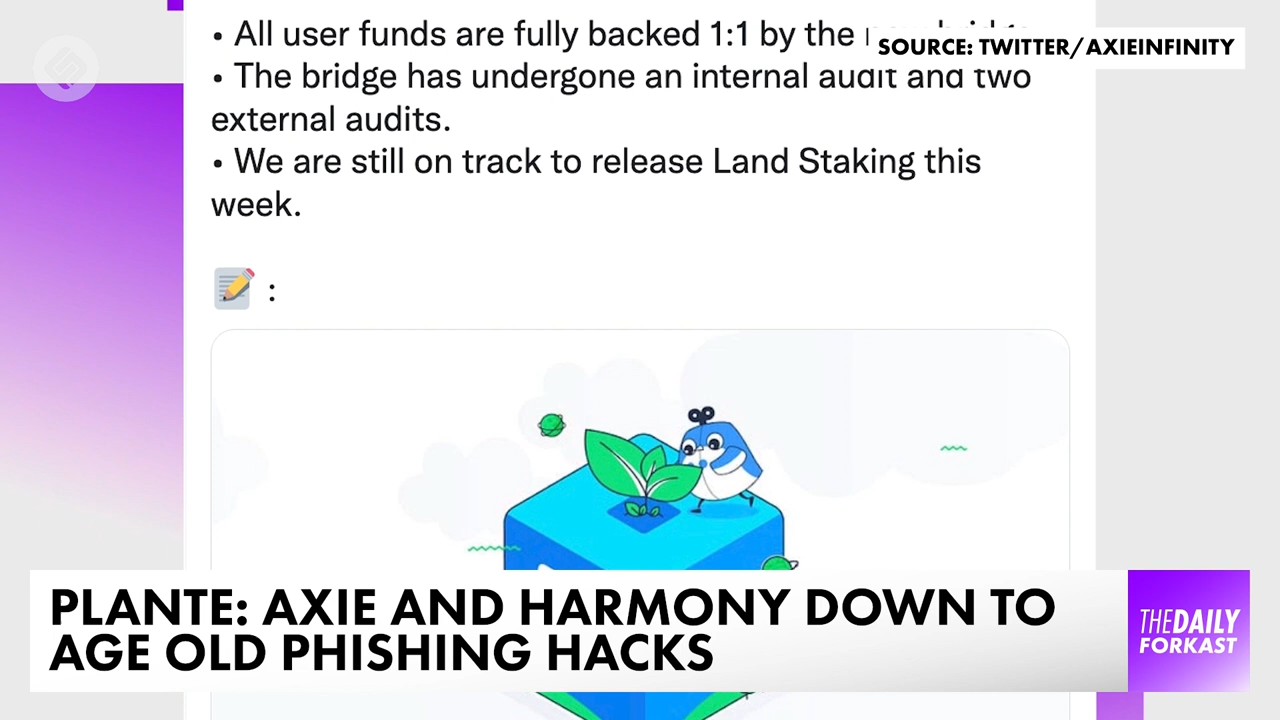 • All user funds are fully backed 1:1 by the
SOURCE: TWITTER/AXIEINFINITY
• The bridge has undergone an internal audit and two
external audits.
• We are still on track to release Land Staking this
week.
:
PLANTE: AXIE AND HARMONY DOWN TO
AGE OLD PHISHING HACKS
THEDAILY
FORKAST